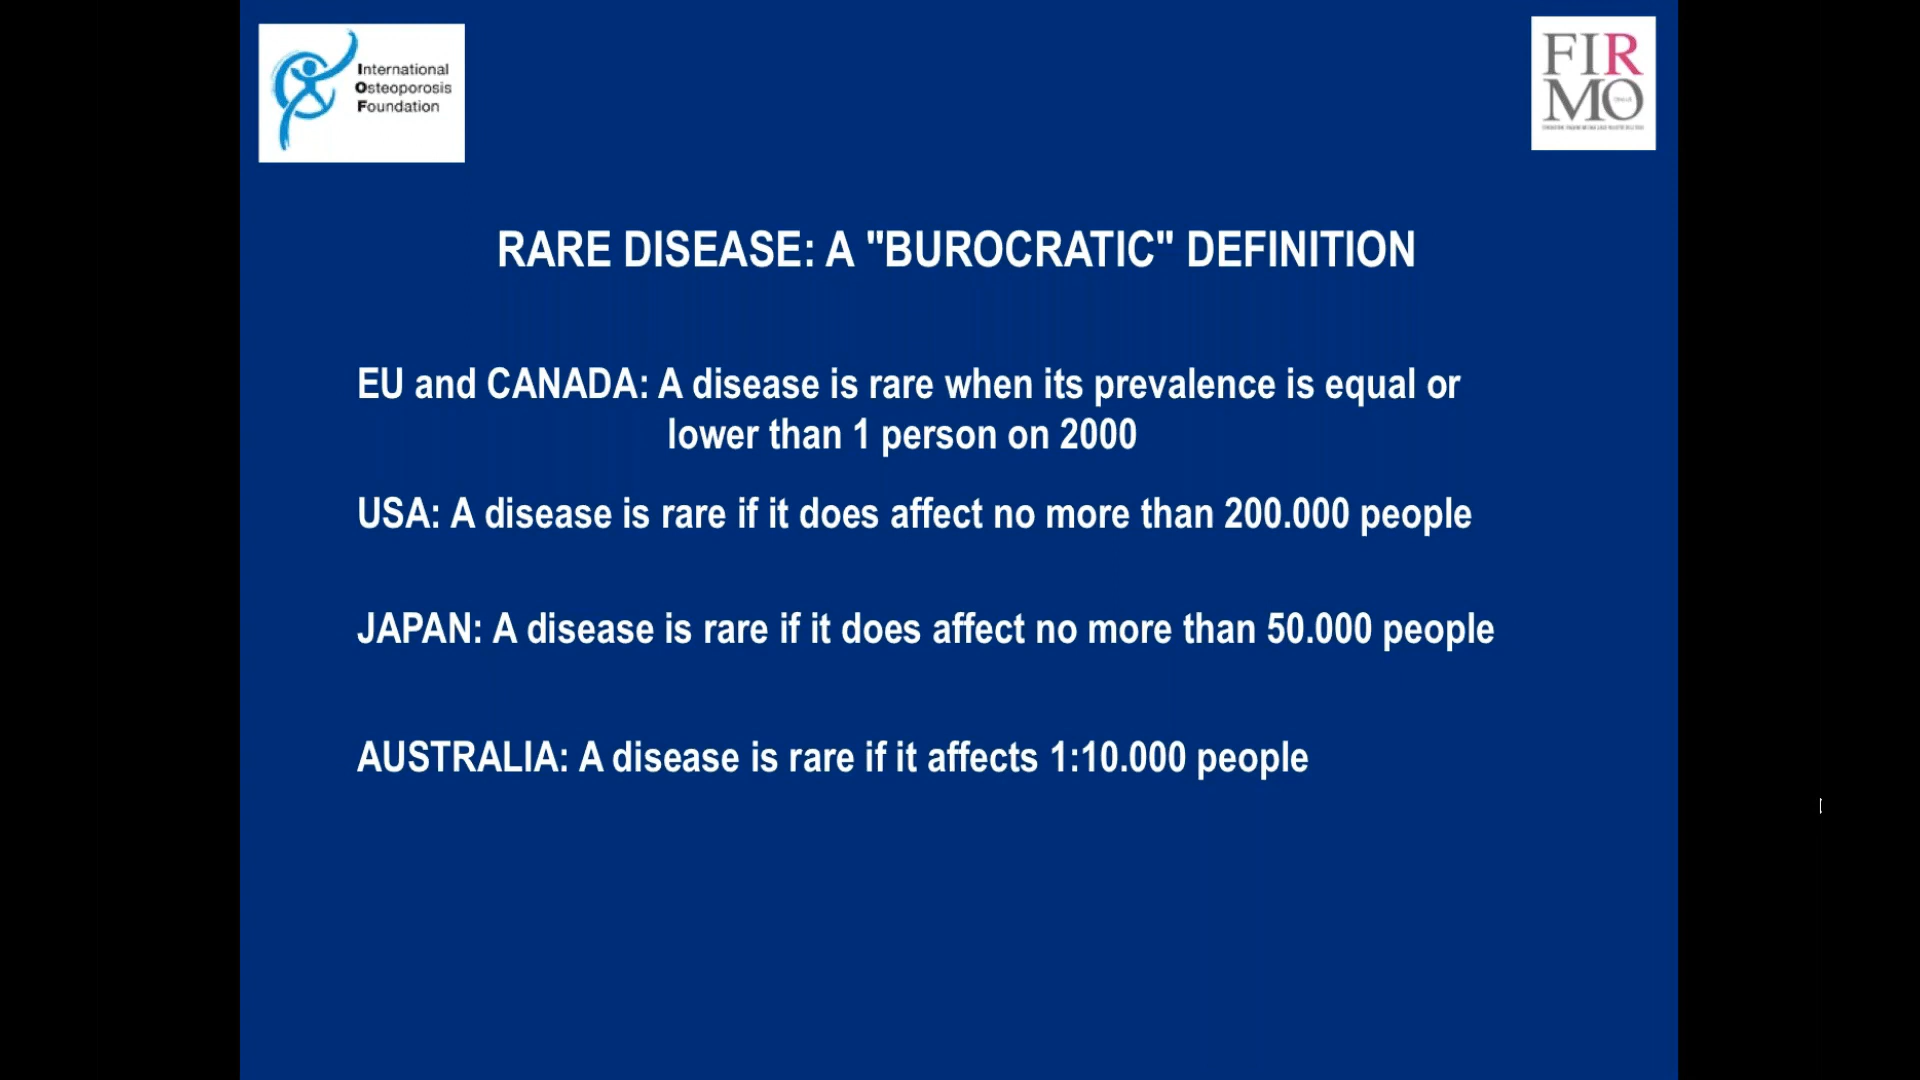 International
Osteoporosis
Foundation
FIR
MO
RARE DISEASE: A "BUROCRATIC" DEFINITION
EU and CANADA: A disease is rare when its prevalence is equal or
lower than 1 person on 2000
USA: A disease is rare if it does affect no more than 200.000 people
JAPAN: A disease is rare if it does affect no more than 50.000 people
AUSTRALIA: A disease is rare if it affects 1:10.000 people